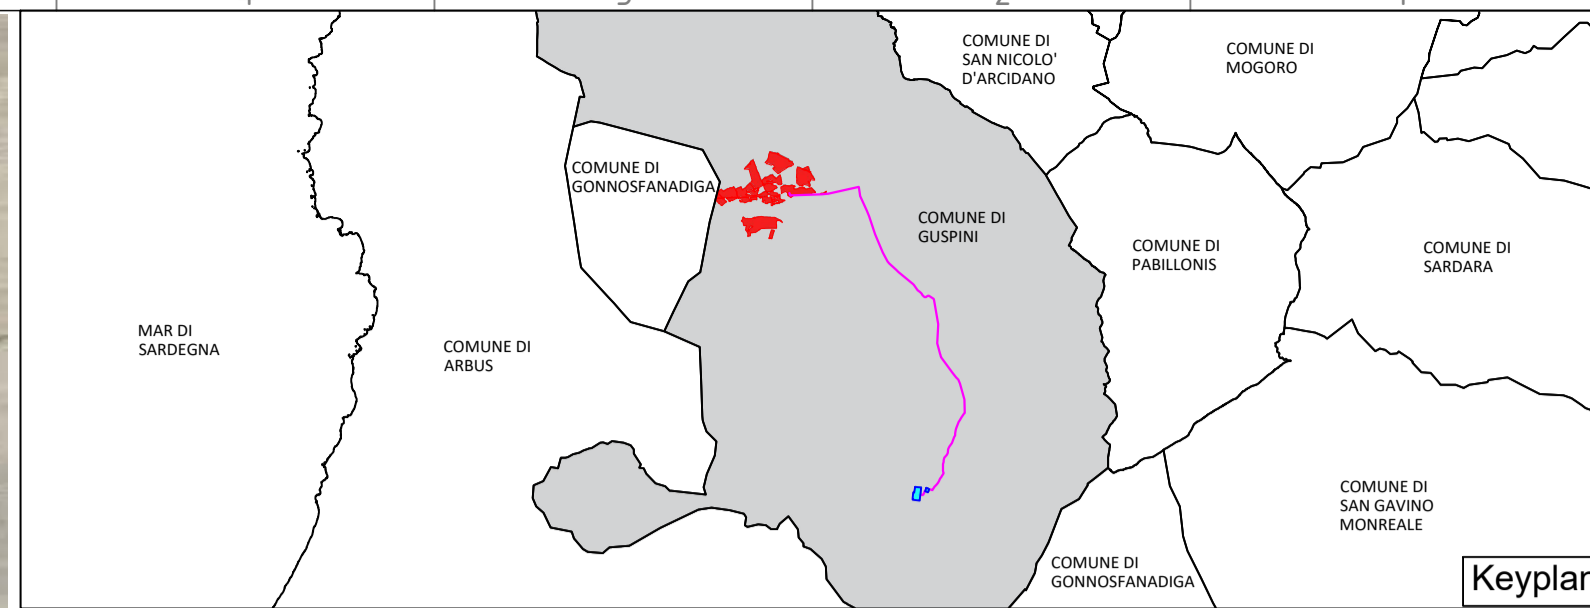 COMUNE DI
SAN NICOLO'
D'ARCIDANO
COMUNE DI
MOGORO
COMUNE DI
GONNOSFANADIGA
COMUNE DI
GUSPINI
COMUNE DI
PABILLONIS
COMUNE DI
SARDARA
MAR DI
SARDEGNA
COMUNE DI
ARBUS
COMUNE DI
SAN GAVINO
MONREALE
COMUNE DI
GONNOSFANADIGA
Keyplan